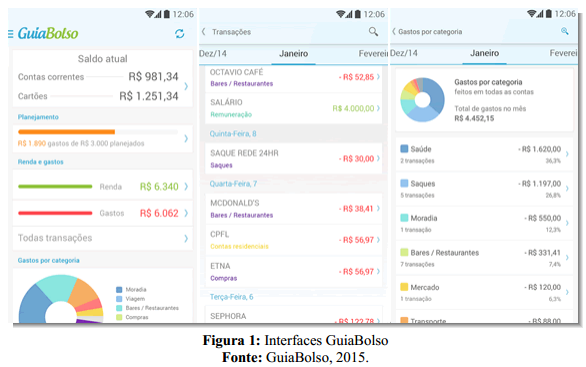 12:06
GuiaBolso
Saldo atual
Contas correntes R$ 981,34
Cartões R$ 1.251,34
Planejamento
R$ 1.890 gastos de R$ 3.000 planejados
Renda e gastos
Renda R$ 6.340
Gastos R$ 6.062
Todas transações
Gastos por categoria
Moradia
Viagem
Bares / Restaurantes
Compras
12:06
Transações
Dez/14 Janeiro Fevereir
OCTAVIO CAFÉ - R$ 52,85
Bares / Restaurantes
SALÁRIO R$ 4.000,00
Remuneração
Quinta-Feira, 8
SAQUE REDE 24HR - R$ 30,00
Saques
Quarta-Feira, 7
MCDONALD'S - R$ 38,41
Bares / Restaurantes
CPFL - R$ 56,97
Contas residenciais
ETNA - R$ 56,97
Compras
Terça-Feira, 6
SEPHORA - R$ 122,78
12:06
Gastos por categoria
Dez/14 Janeiro Fevereir
Gastos por categoria
feitos em todas as contas
Total de gastos no mês
R$ 4.452,15
Saúde - R$ 1.620,00
2 transações 36,3%
Saques - R$ 1.197,00
5 transações 26,8%
Moradia - R$ 550,00
1 transação 12,3%
Bares / Restaurantes - R$ 331,41
7 transações 7,4%
Mercado - R$ 120,00
1 transação 6,3%
Transporte - R$ 88,00
Figura 1: Interfaces GuiaBolso
Fonte: GuiaBolso, 2015.